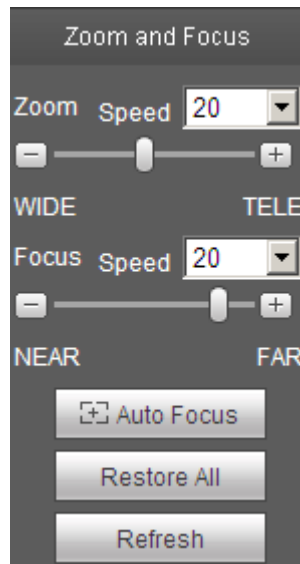 Zoom and Focus
Zoom Speed 20
WIDE TELE
Focus Speed 20
NEAR FAR
Auto Focus
Restore All
Refresh